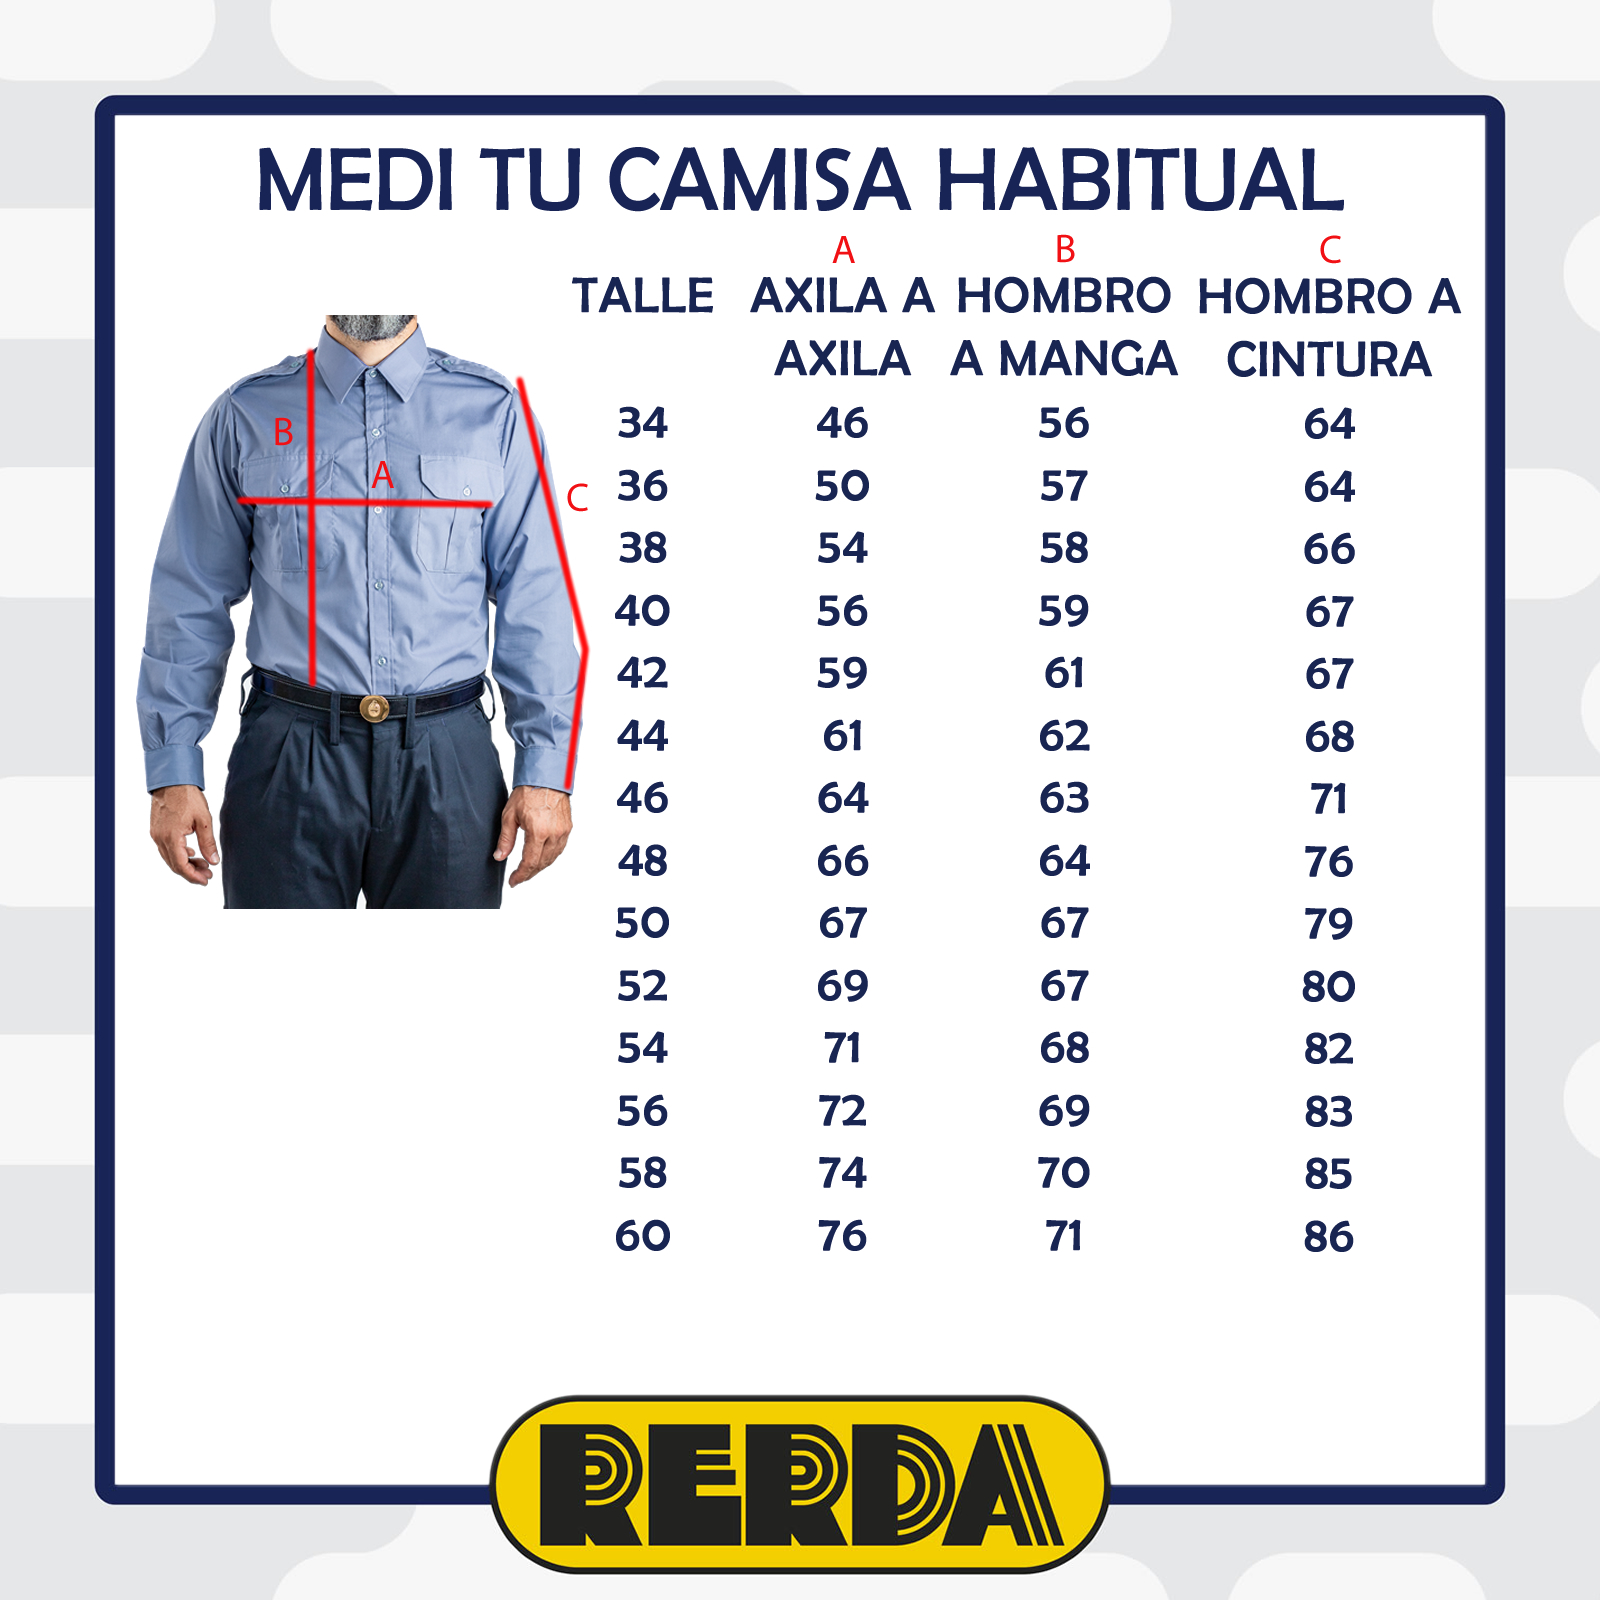 MEDI TU CAMISA HABITUAL
A B C
TALLE AXILA A HOMBRO HOMBRO A
AXILA A MANGA CINTURA
34 46 56 64
36 50 57 64
38 54 58 66
40 56 59 67
42 59 61 67
44 61 62 68
46 64 63 71
48 66 64 76
50 67 67 79
52 69 67 80
54 71 68 82
56 72 69 83
58 74 70 85
60 76 71 86
B
A
C
RERDA